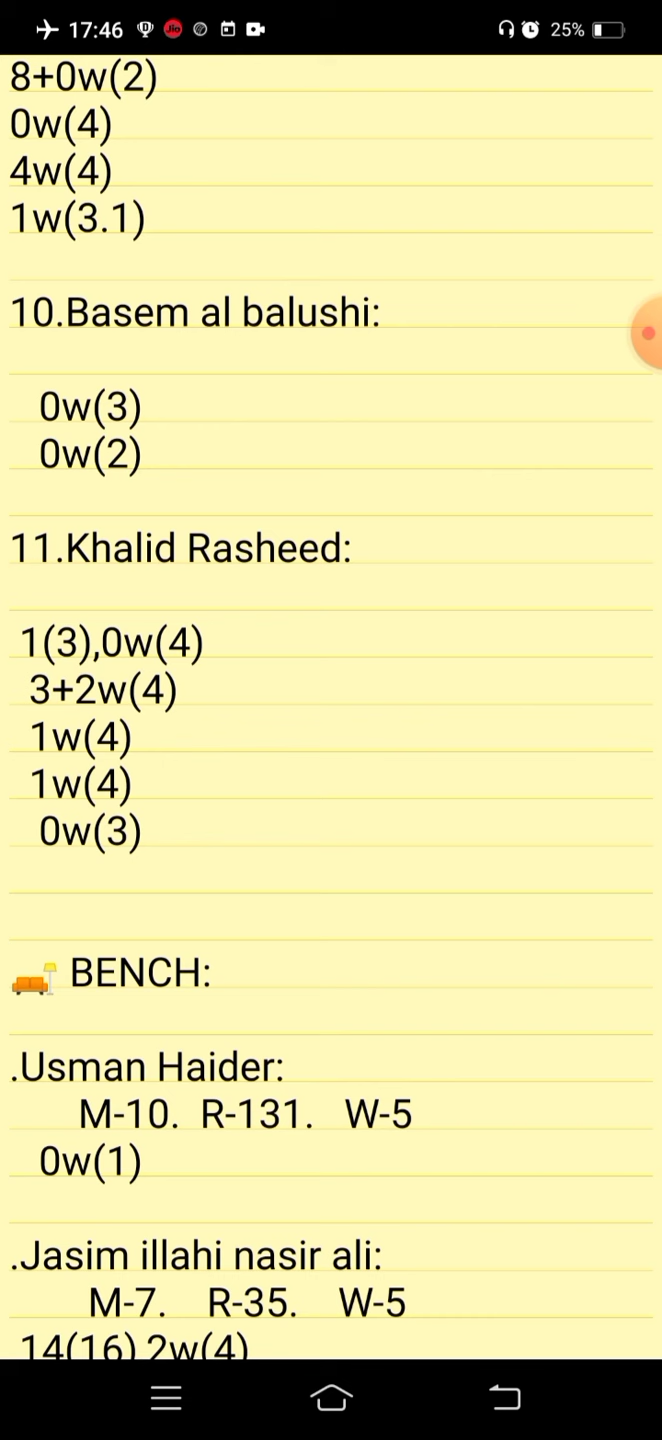 17:46
Jio
25%
8+0w(2)
0w(4)
4w(4)
1w(3.1)
10.Basem al balushi:
0w(3)
0w(2)
11.Khalid Rasheed:
1(3),0w(4)
3+2w(4)
1w(4)
1w(4)
0w(3)
BENCH:
.Usman Haider:
M-10. R-131. W-5
0w(1)
.Jasim illahi nasir ali:
M-7. R-35. W-5
14(16) 2w(4)